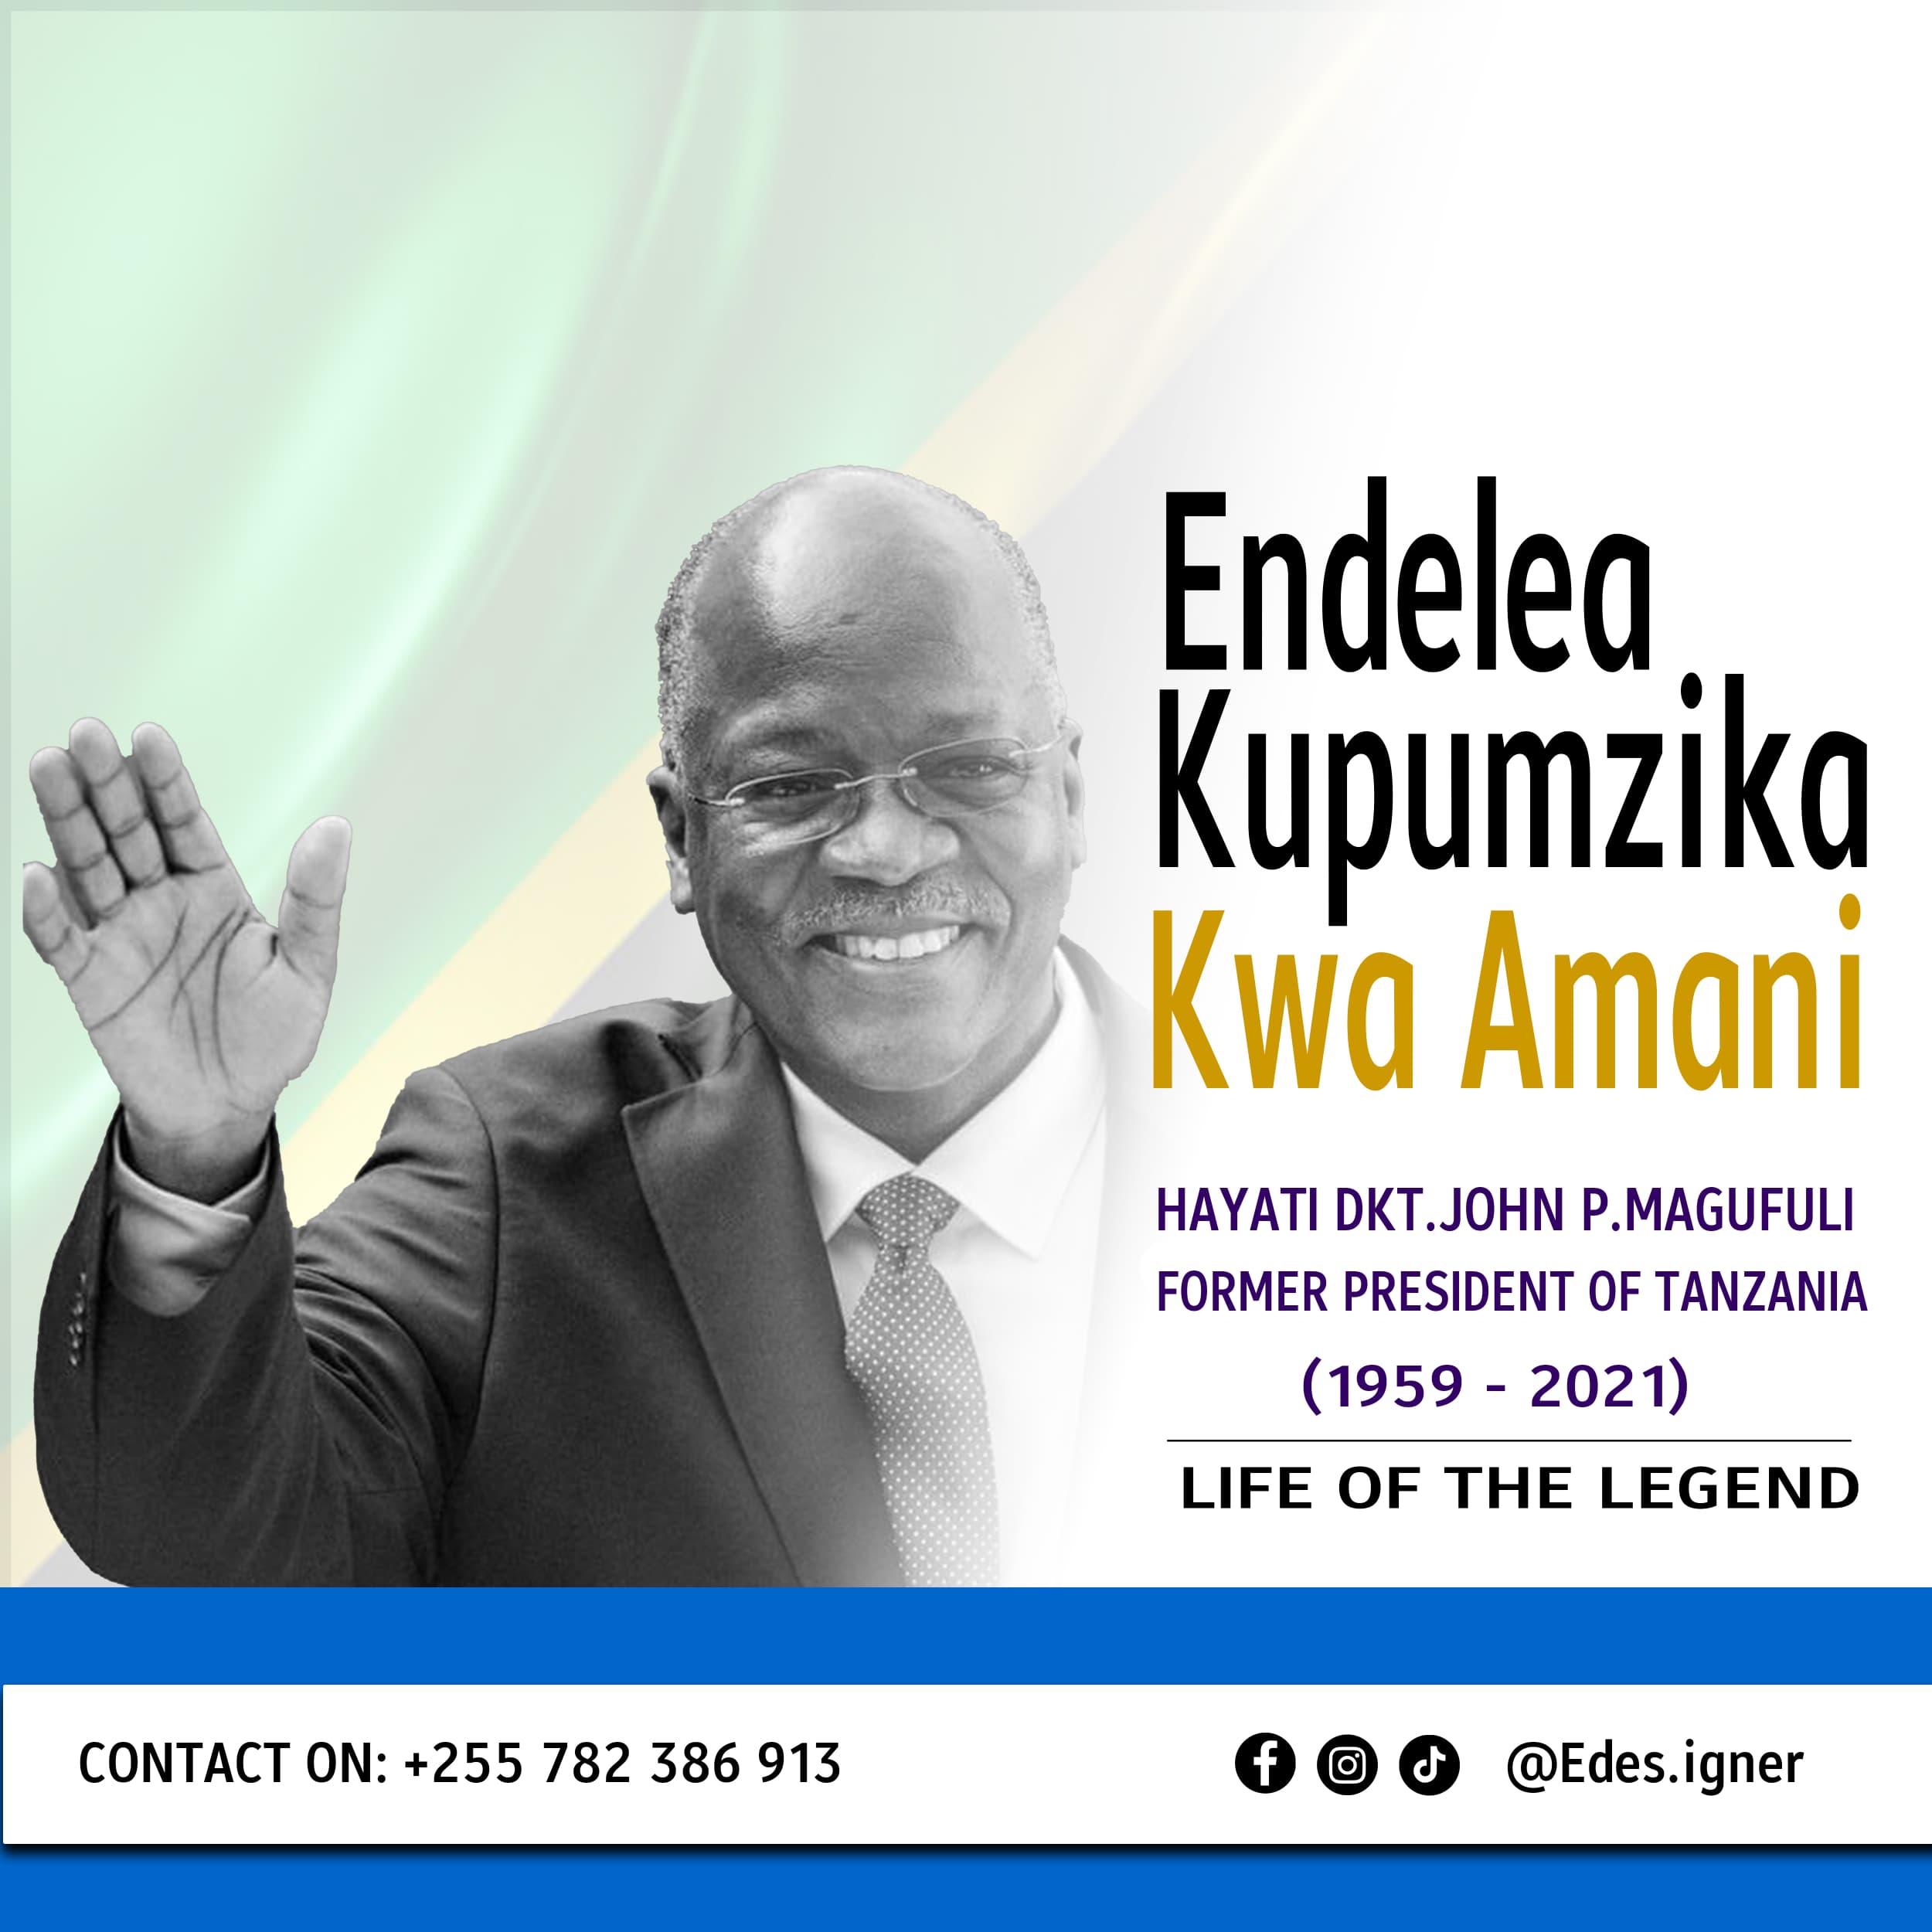 Endelea
Kupumzika
Kwa Amani
HAYATI DKT.JOHN P.MAGUFULI
FORMER PRESIDENT OF TANZANIA
(1959 - 2021)
LIFE OF THE LEGEND
CONTACT ON: +255 782 386 913
@Edes.igner